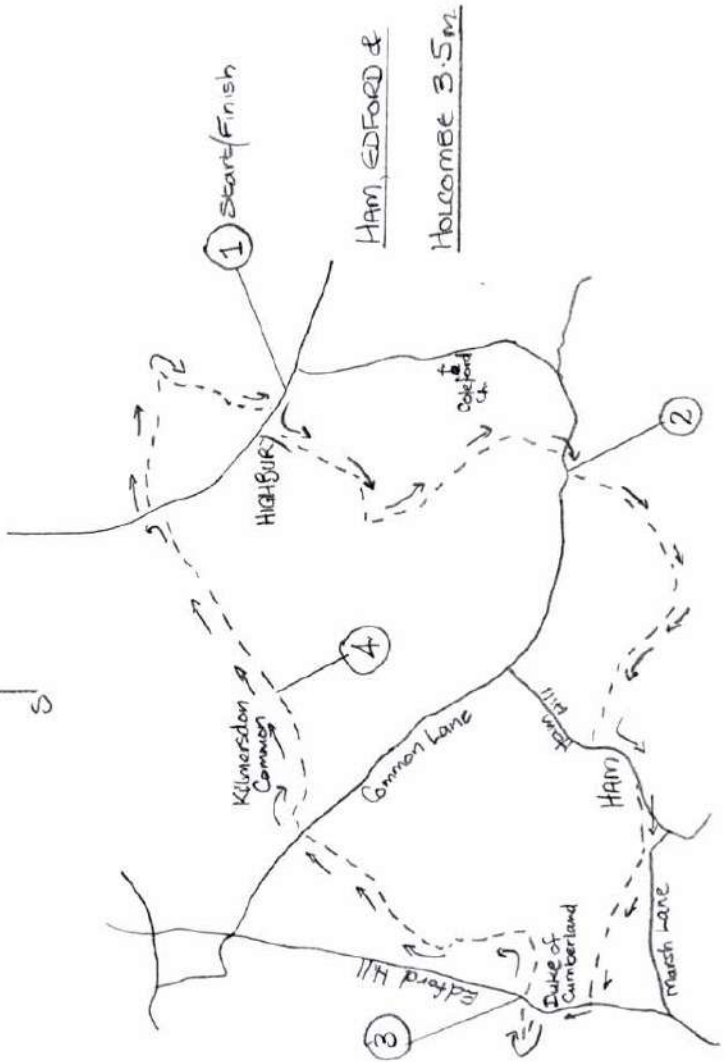 S
HAM, EDFORD &
HOLCOMBE 3.5m
1 Start/Finish
HIGHBURY
Coleford
Ch.
2
4
Kilmersdon
Common
Common Lane
Ham Hill
HAM
Marsh Lane
Duke of
Cumberland
Edford Hill
3